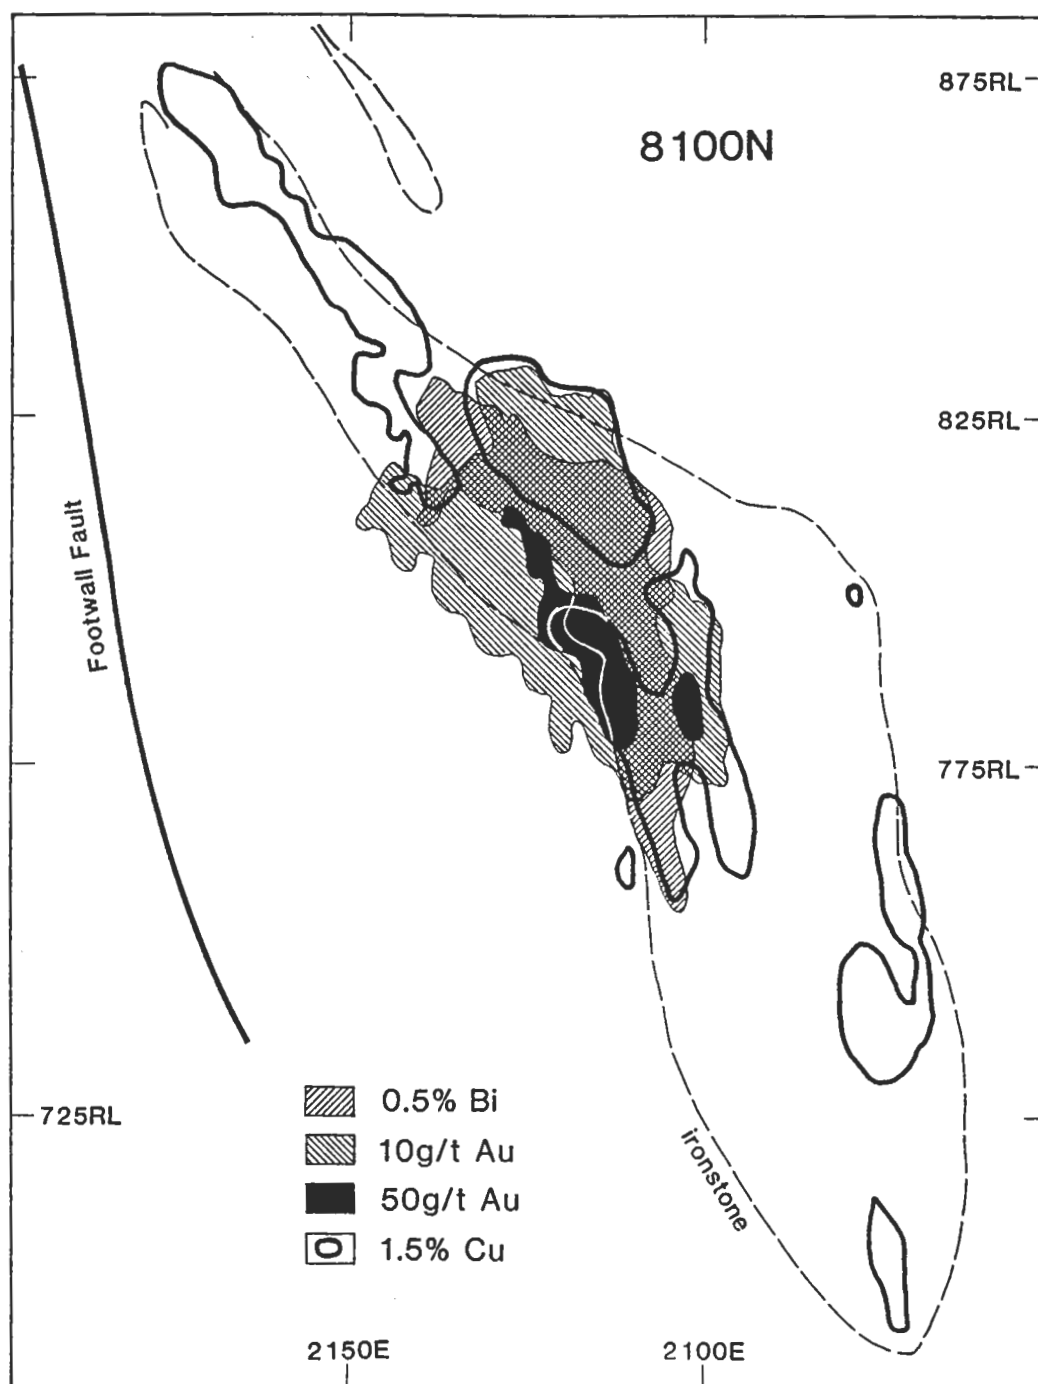 875RL
8100N
825RL
Footwall Fault
775RL
725RL
0.5% Bi
10g/t Au
50g/t Au
1.5% Cu
ironstone
2150E
2100E